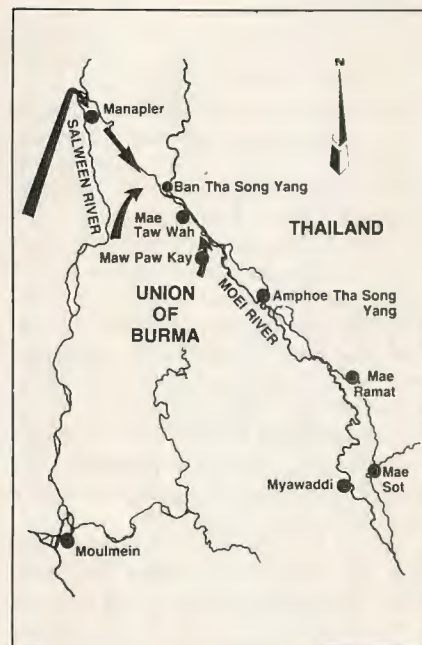 N
Manapler
SALWEEN RIVER
Ban Tha Song Yang
Mae
Taw Wah
THAILAND
Maw Paw Kay
MOEI RIVER
UNION
OF
BURMA
Amphoe Tha Song
Yang
Mae
Ramat
Mae
Sot
Myawaddi
Moulmein